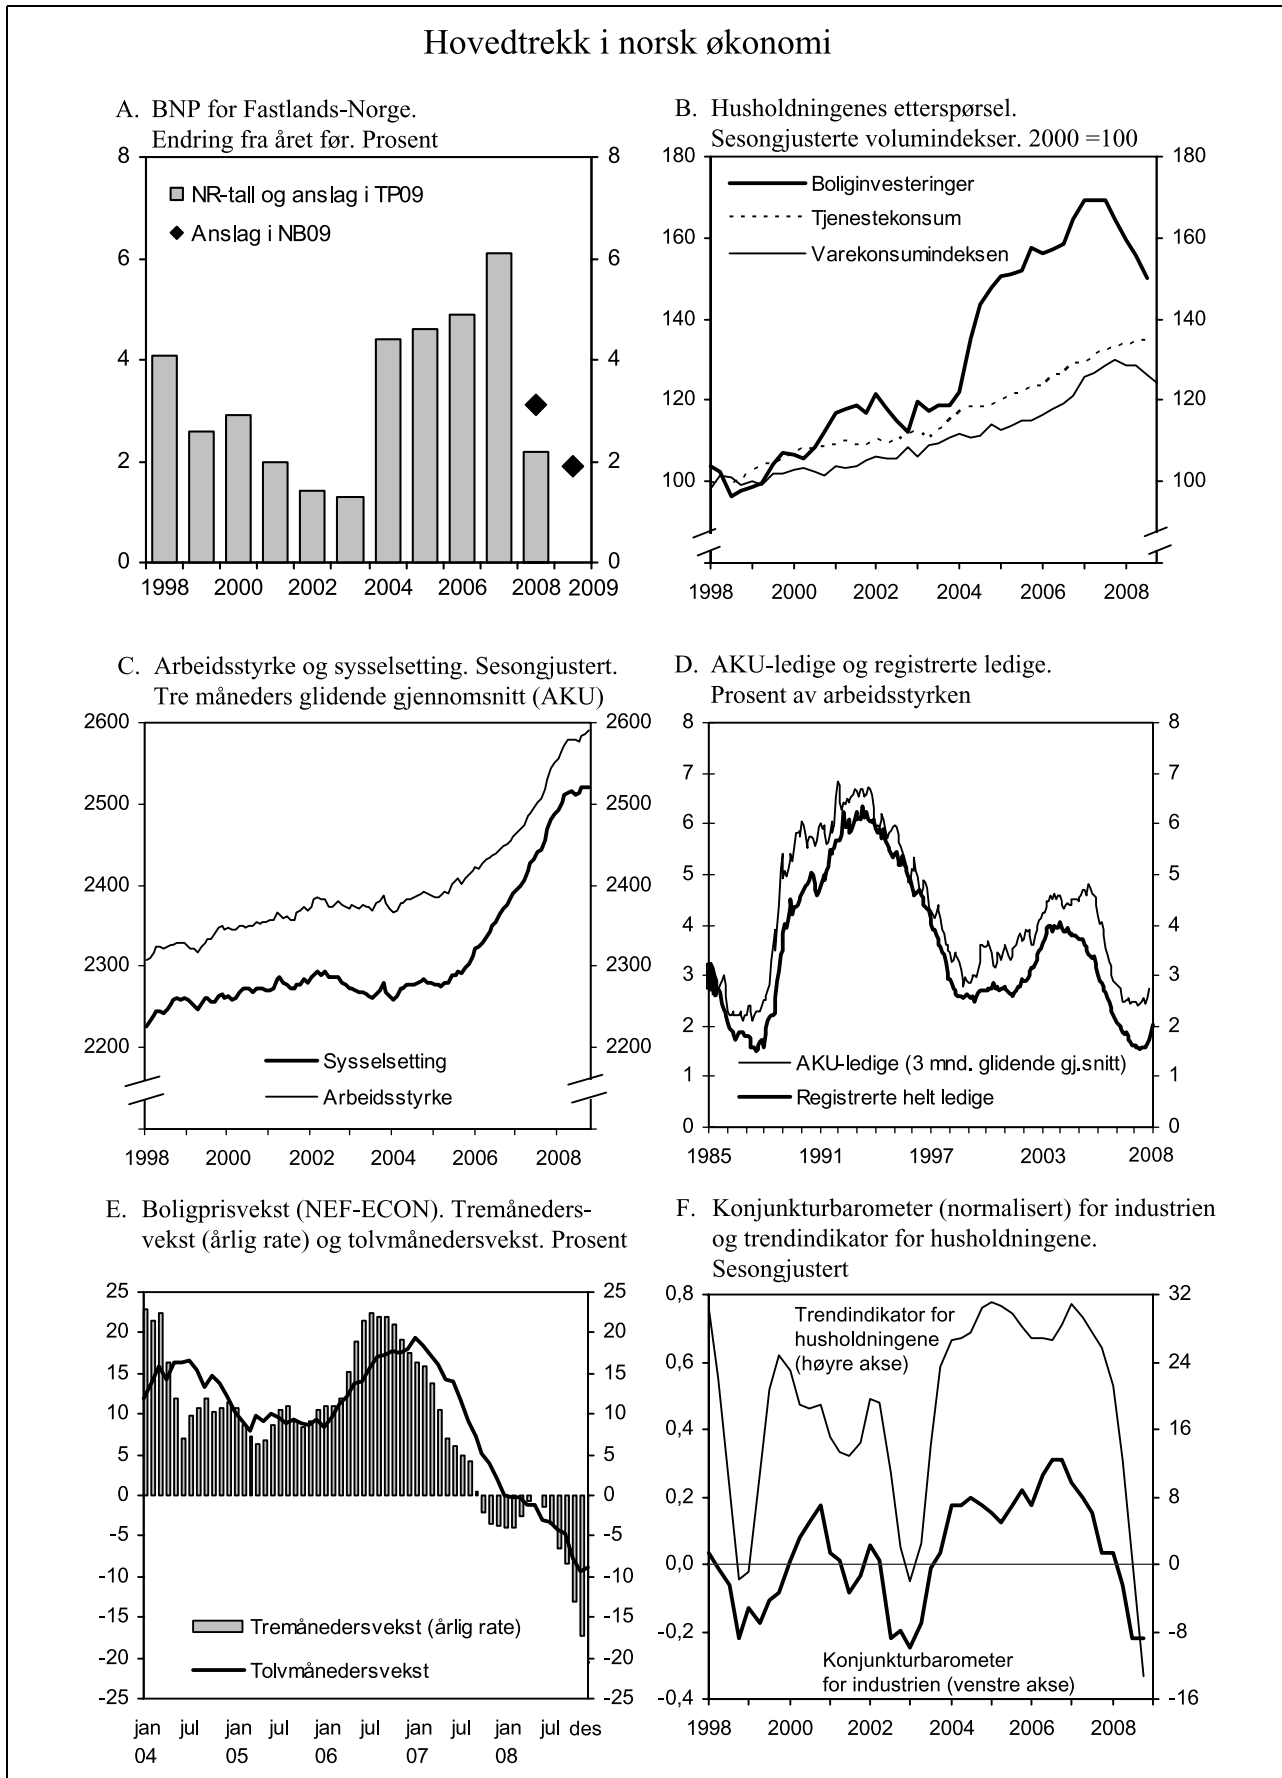 Hovedtrekk i norsk økonomi
A. BNP for Fastlands-Norge.
Endring fra året før. Prosent
8 8
NR-tall og anslag i TP09
Anslag i NB09
6 6
4 4
2 2
0 0
1998 2000 2002 2004 2006 2008 2009
B. Husholdningenes etterspørsel.
Sesongjusterte volumindekser. 2000 =100
180 180
Boliginvesteringer
Tjenestekonsum
Varekonsumindeksen
160 160
140 140
120 120
100 100
1998 2000 2002 2004 2006 2008
C. Arbeidsstyrke og sysselsetting. Sesongjustert.
Tre måneders glidende gjennomsnitt (AKU)
2600 2600
2500 2500
2400 2400
2300 2300
2200 2200
Sysselsetting
Arbeidsstyrke
1998 2000 2002 2004 2006 2008
D. AKU-ledige og registrerte ledige.
Prosent av arbeidsstyrken
8 8
7 7
6 6
5 5
4 4
3 3
2 2
AKU-ledige (3 mnd. glidende gj.snitt)
1 1
Registrerte helt ledige
0 0
1985 1991 1997 2003 2008
E. Boligprisvekst (NEF-ECON). Tremåneders-
vekst (årlig rate) og tolvmånedersvekst. Prosent
25 25
20 20
15 15
10 10
5 5
0 0
-5 -5
-10 -10
-15 -15
Tremånedersvekst (årlig rate)
-20 -20
Tolvmånedersvekst
-25 -25
jan jul jan jul jan jul jan jul jan jul des
04 05 06 07 08
F. Konjunkturbarometer (normalisert) for industrien
og trendindikator for husholdningene.
Sesongjustert
0,8 32
Trendindikator for
husholdningene
(høyre akse)
0,6 24
0,4 16
0,2 8
0,0 0
-0,2 -8
Konjunkturbarometer
for industrien (venstre akse)
-0,4 -16
1998 2000 2002 2004 2006 2008